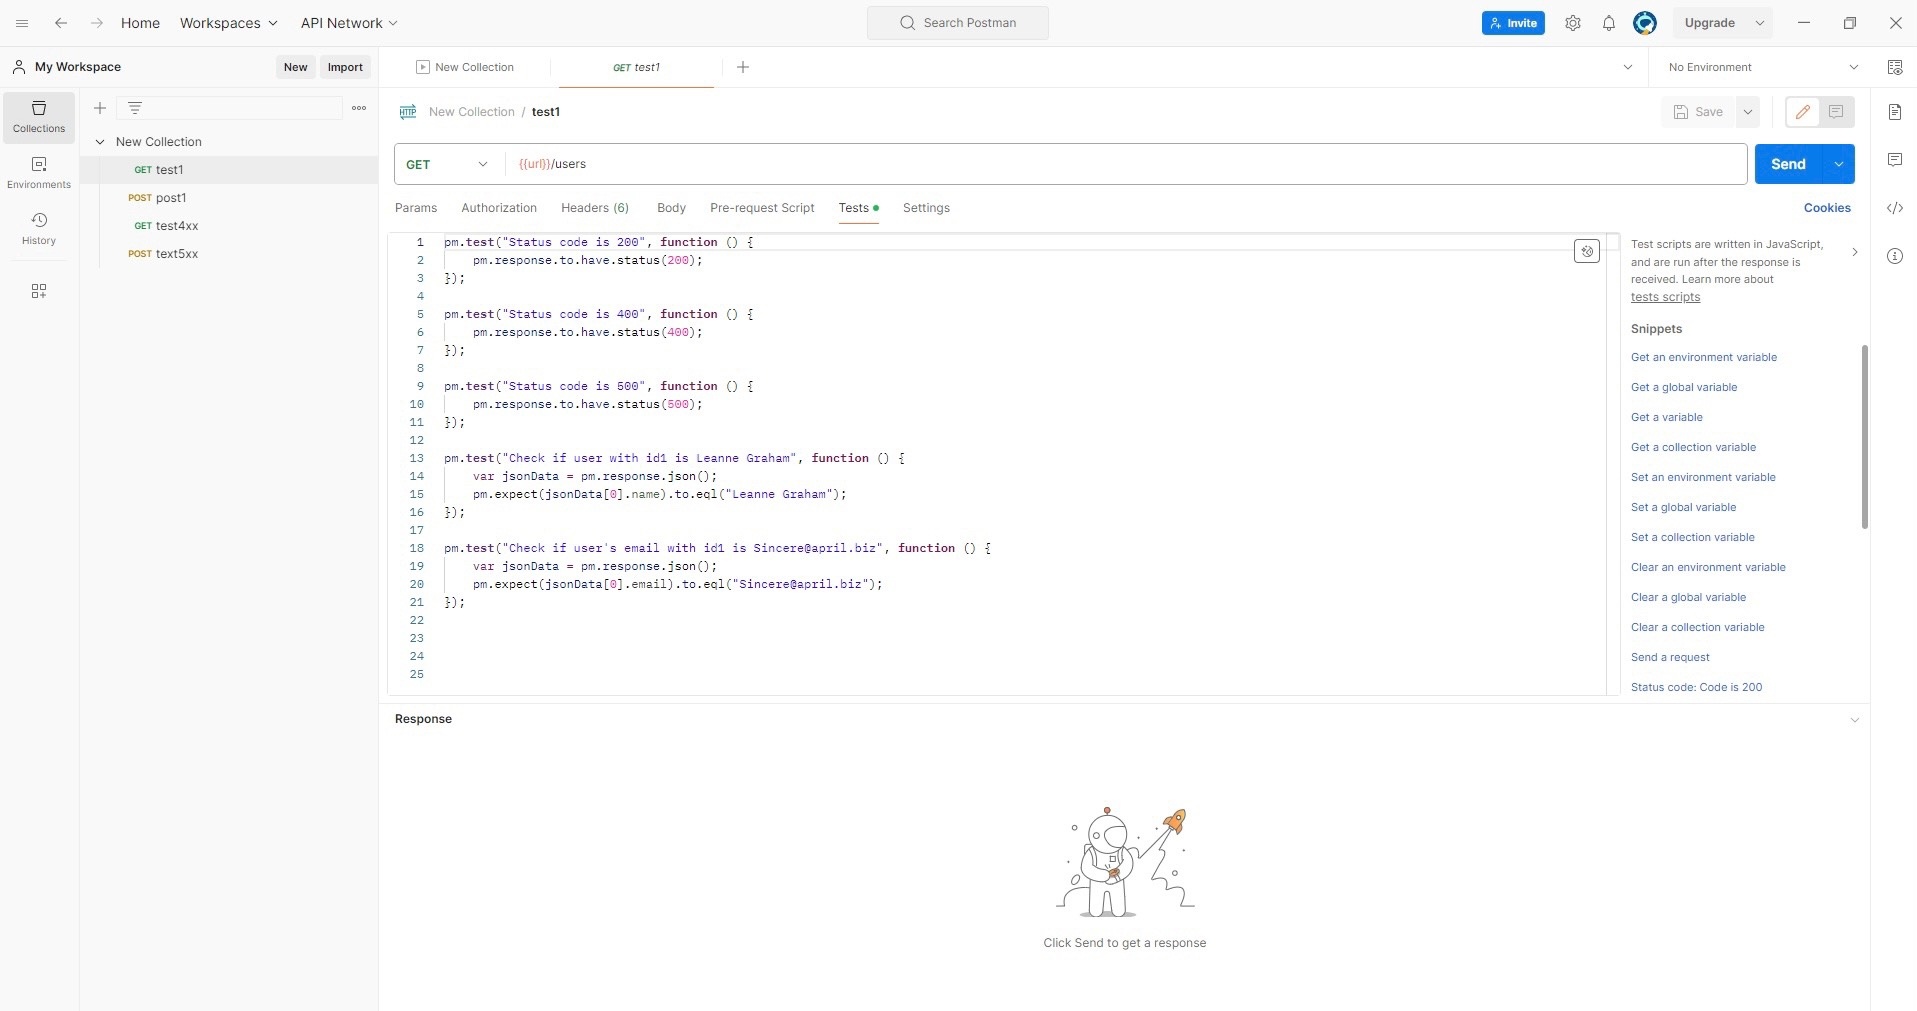 Home Workspaces API Network Search Postman Invite Upgrade
My Workspace New Import New Collection GET test1 No Environment
Collections
Environments
History
New Collection
GET test1
POST post1
GET test4xx
POST text5xx
HTTP New Collection / test1 Save
GET {{url}}/users Send
Params Authorization Headers (6) Body Pre-request Script Tests Settings Cookies
1 pm.test("Status code is 200", function () {
2 pm.response.to.have.status(200);
3 });
4
5 pm.test("Status code is 400", function () {
6 pm.response.to.have.status(400);
7 });
8
9 pm.test("Status code is 500", function () {
10 pm.response.to.have.status(500);
11 });
12
13 pm.test("Check if user with id1 is Leanne Graham", function () {
14 var jsonData = pm.response.json();
15 pm.expect(jsonData[0].name).to.eql("Leanne Graham");
16 });
17
18 pm.test("Check if user's email with id1 is Sincere@april.biz", function () {
19 var jsonData = pm.response.json();
20 pm.expect(jsonData[0].email).to.eql("Sincere@april.biz");
21 });
22
23
24
25
Test scripts are written in JavaScript,
and are run after the response is
received. Learn more about
tests scripts
Snippets
Get an environment variable
Get a global variable
Get a variable
Get a collection variable
Set an environment variable
Set a global variable
Set a collection variable
Clear an environment variable
Clear a global variable
Clear a collection variable
Send a request
Status code: Code is 200
Response
Click Send to get a response